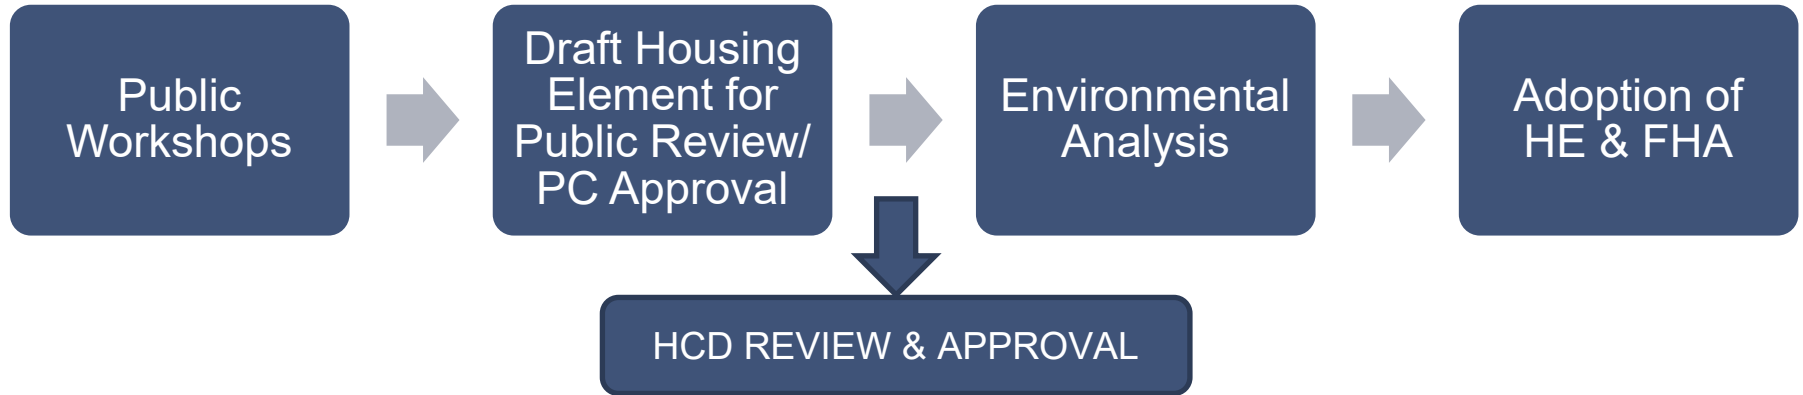 Public
Workshops
Draft Housing
Element for
Public Review/
PC Approval
Environmental
Analysis
Adoption of
HE & FHA
HCD REVIEW & APPROVAL